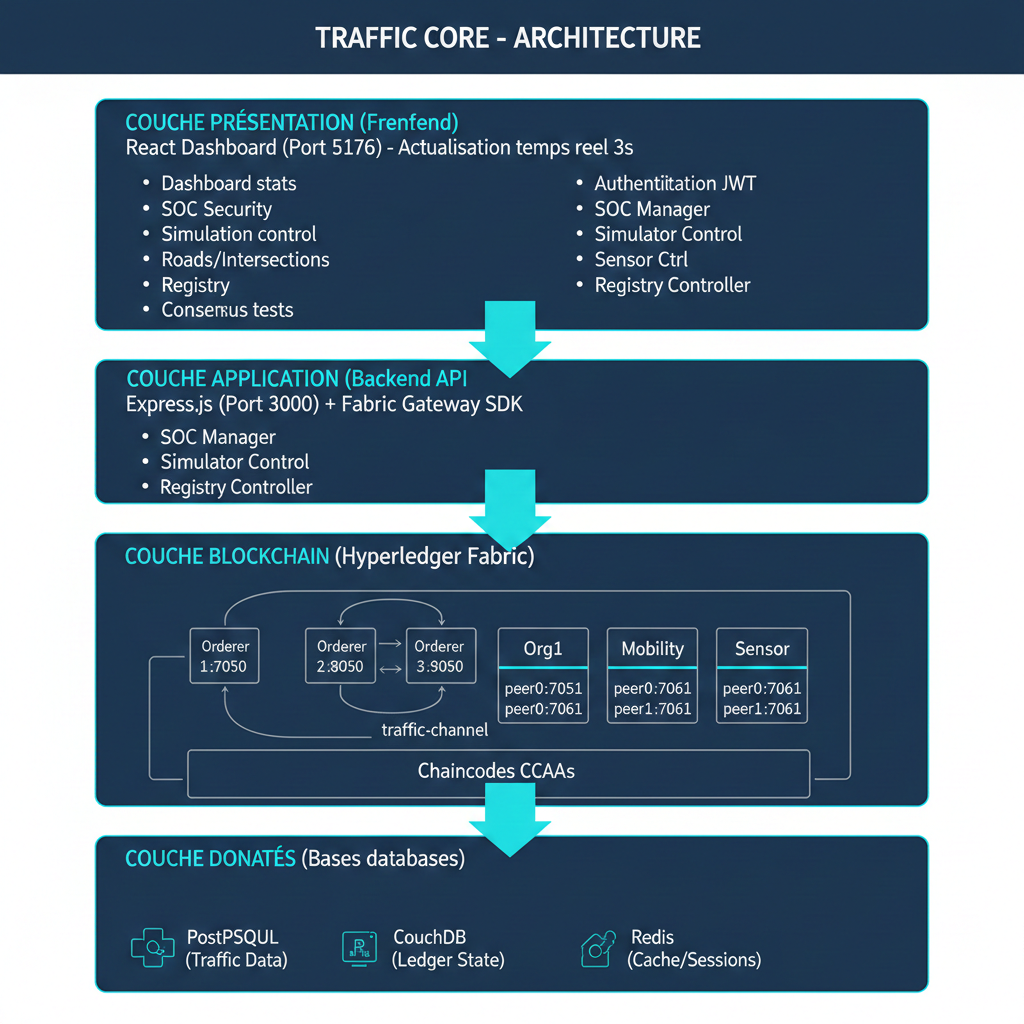 TRAFFIC CORE - ARCHITECTURE
COUCHE PRÉSENTATION (Frenfend)
React Dashboard (Port 5176) - Actualisation temps reel 3s
• Dashboard stats
• SOC Security
• Simulation control
• Roads/Intersections
• Registry
• Consensus tests
• Authentitation JWT
• SOC Manager
• Simulator Control
• Sensor Ctrl
• Registry Controller
COUCHE APPLICATION (Backend API
Express.js (Port 3000) + Fabric Gateway SDK
• SOC Manager
• Simulator Control
• Registry Controller
COUCHE BLOCKCHAIN (Hyperledger Fabric)
Orderer
1:7050
Orderer
2:8050
Orderer
3:9050
Org1
peer0:7051
peer0:7061
Mobility
peer0:7061
peer1:7061
Sensor
peer0:7061
peer1:7061
traffic-channel
Chaincodes CCAAs
COUCHE DONATÉS (Bases databases)
PostPSQUL
(Traffic Data)
CouchDB
(Ledger State)
Redis
(Cache/Sessions)